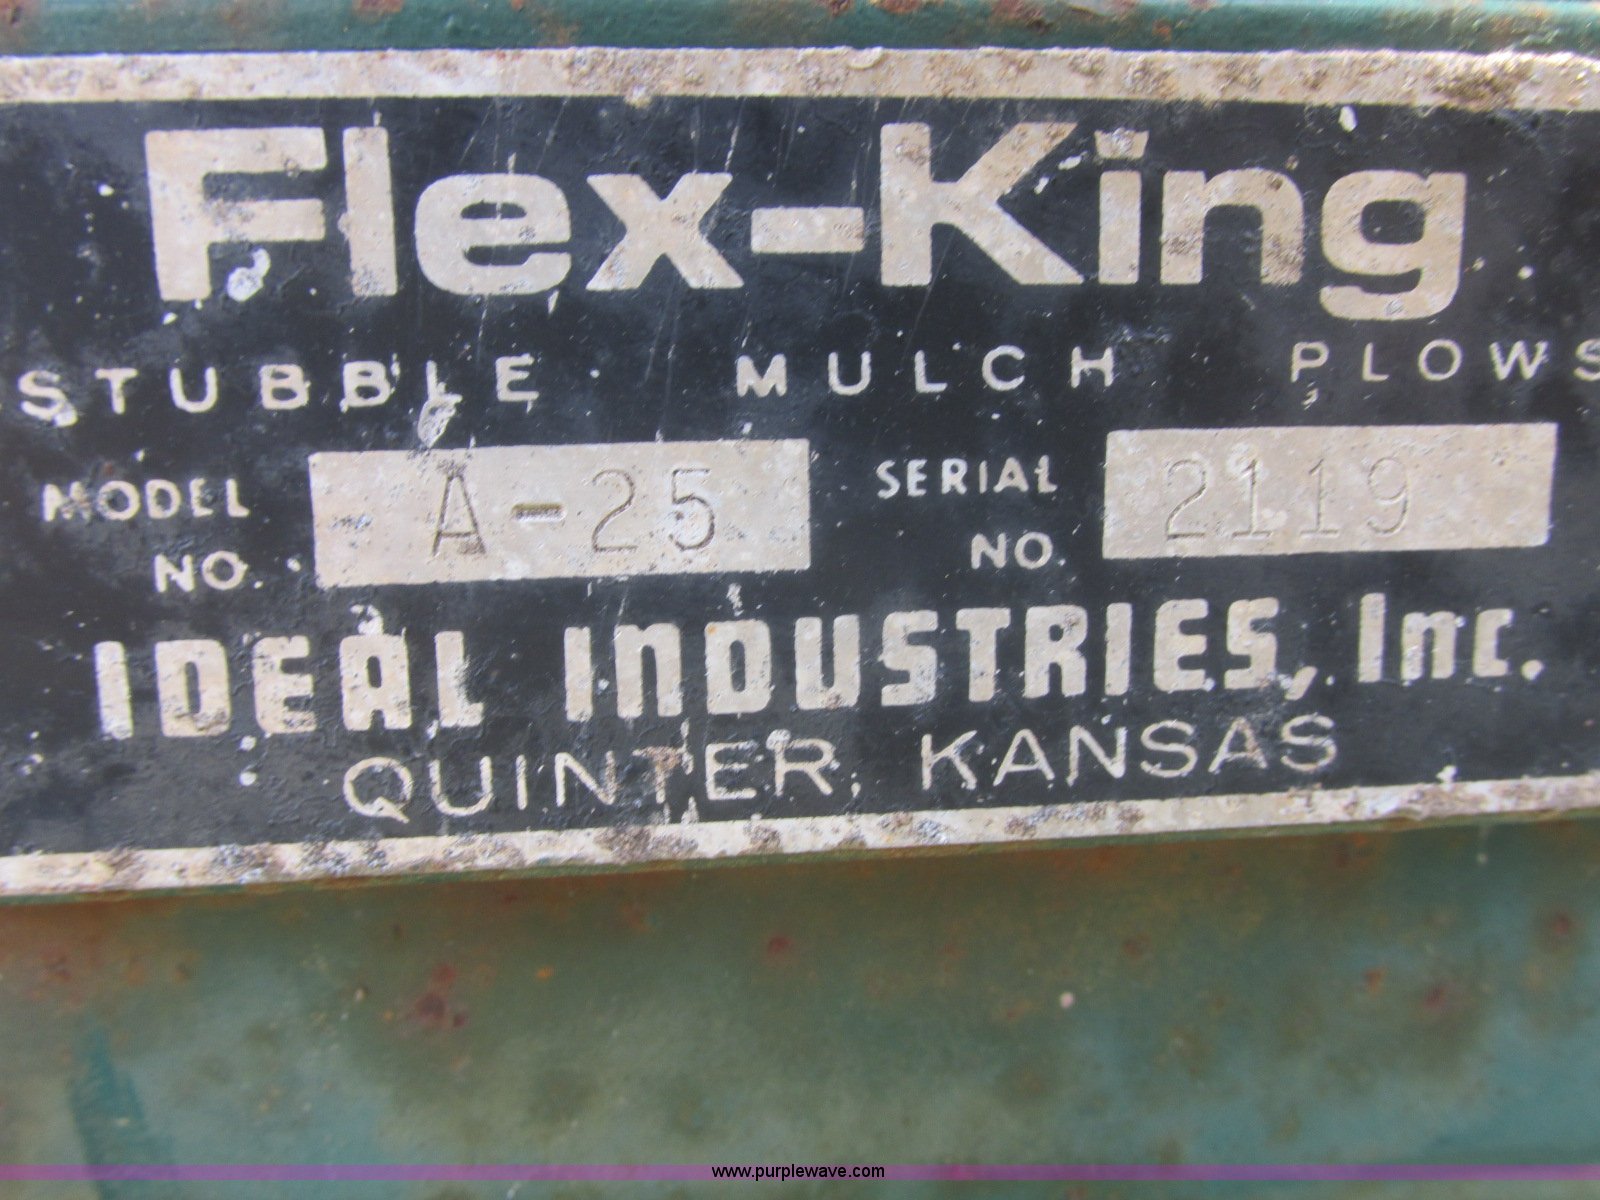 Flex-King
STUBBLE MULCH PLOWS
MODEL NO. A-25 SERIAL NO. 2119
IDEAL INDUSTRIES, Inc.
QUINTER, KANSAS
www.purplewave.com